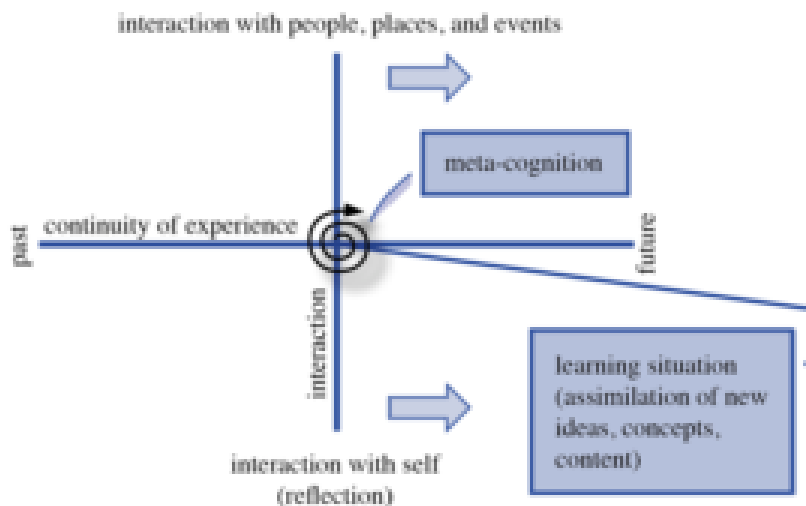 interaction with people, places, and events
meta-cognition
continuity of experience
past
future
interaction
learning situation
(assimilation of new
ideas, concepts,
content)
interaction with self
(reflection)